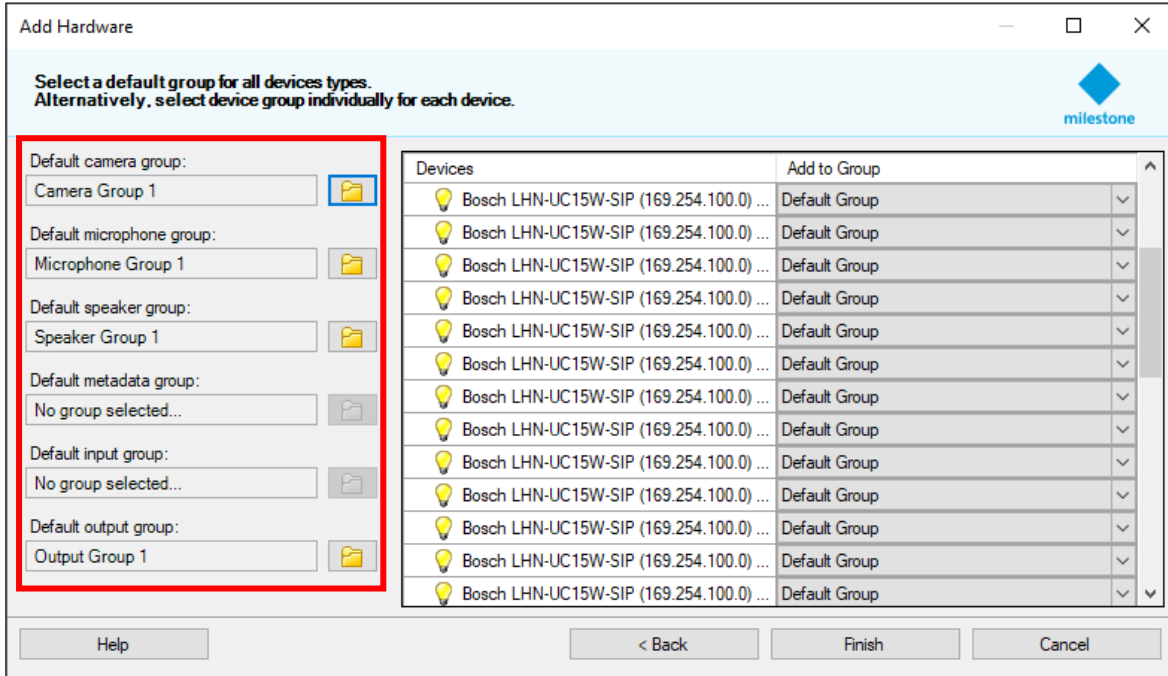 Add Hardware
Select a default group for all devices types.
Alternatively, select device group individually for each device.
milestone
Default camera group:
Camera Group 1
Default microphone group:
Microphone Group 1
Default speaker group:
Speaker Group 1
Default metadata group:
No group selected...
Default input group:
No group selected...
Default output group:
Output Group 1
Devices Add to Group
Bosch LHN-UC15W-SIP (169.254.100.0) ... Default Group
Bosch LHN-UC15W-SIP (169.254.100.0) ... Default Group
Bosch LHN-UC15W-SIP (169.254.100.0) ... Default Group
Bosch LHN-UC15W-SIP (169.254.100.0) ... Default Group
Bosch LHN-UC15W-SIP (169.254.100.0) ... Default Group
Bosch LHN-UC15W-SIP (169.254.100.0) ... Default Group
Bosch LHN-UC15W-SIP (169.254.100.0) ... Default Group
Bosch LHN-UC15W-SIP (169.254.100.0) ... Default Group
Bosch LHN-UC15W-SIP (169.254.100.0) ... Default Group
Bosch LHN-UC15W-SIP (169.254.100.0) ... Default Group
Bosch LHN-UC15W-SIP (169.254.100.0) ... Default Group
Bosch LHN-UC15W-SIP (169.254.100.0) ... Default Group
Bosch LHN-UC15W-SIP (169.254.100.0) ... Default Group
Help < Back Finish Cancel